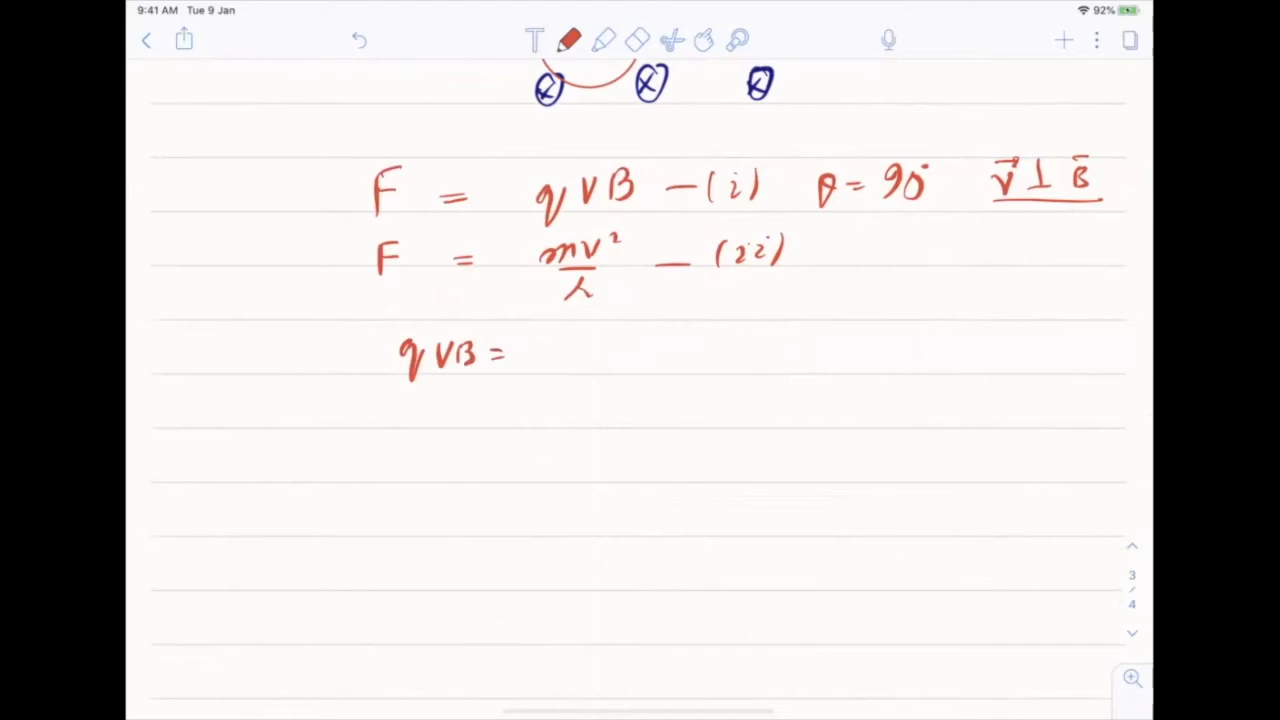 9:41 AM Tue 9 Jan 92%
T
F = qVB — (i) θ = 90° v⃗ ⊥ B⃗
F = mv²/r — (ii)
qVB =
3
/
4